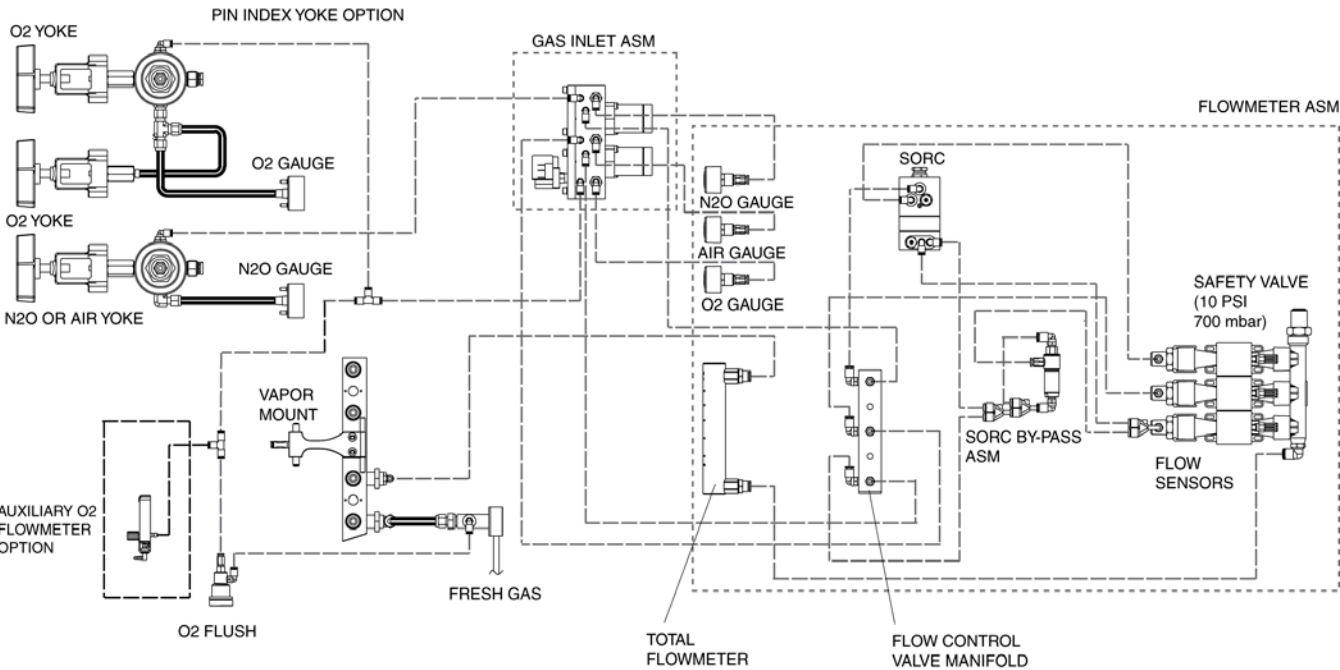 PIN INDEX YOKE OPTION
O2 YOKE
GAS INLET ASM
FLOWMETER ASM
O2 GAUGE
SORC
N2O GAUGE
O2 YOKE
AIR GAUGE
N2O GAUGE
O2 GAUGE
SAFETY VALVE
(10 PSI
700 mbar)
N2O OR AIR YOKE
VAPOR
MOUNT
SORC BY-PASS
ASM
FLOW
SENSORS
AUXILIARY O2
FLOWMETER
OPTION
FRESH GAS
O2 FLUSH
TOTAL
FLOWMETER
FLOW CONTROL
VALVE MANIFOLD